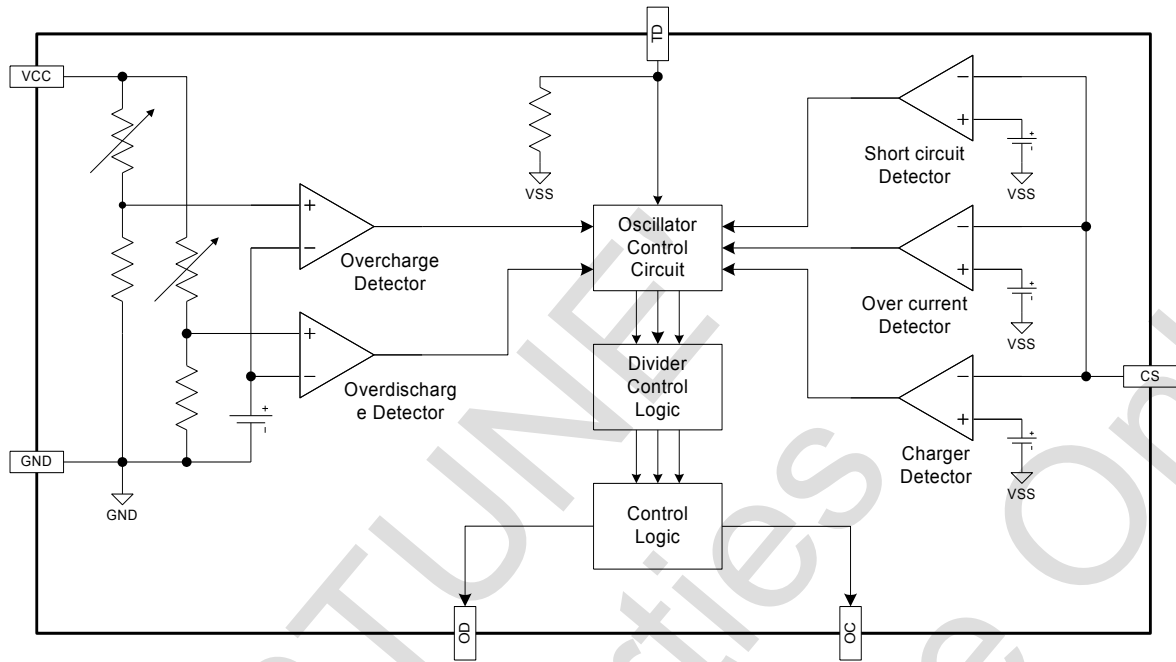 TD
VCC
VSS
+
−
Overcharge
Detector
+
−
Overdischarg
e Detector
+
-
GND
GND
Oscillator
Control
Circuit
Divider
Control
Logic
Control
Logic
−
+
Short circuit
Detector
+
-
VSS
−
+
Over current
Detector
+
-
VSS
−
+
Charger
Detector
+
-
VSS
CS
OD
OC
TUNE'